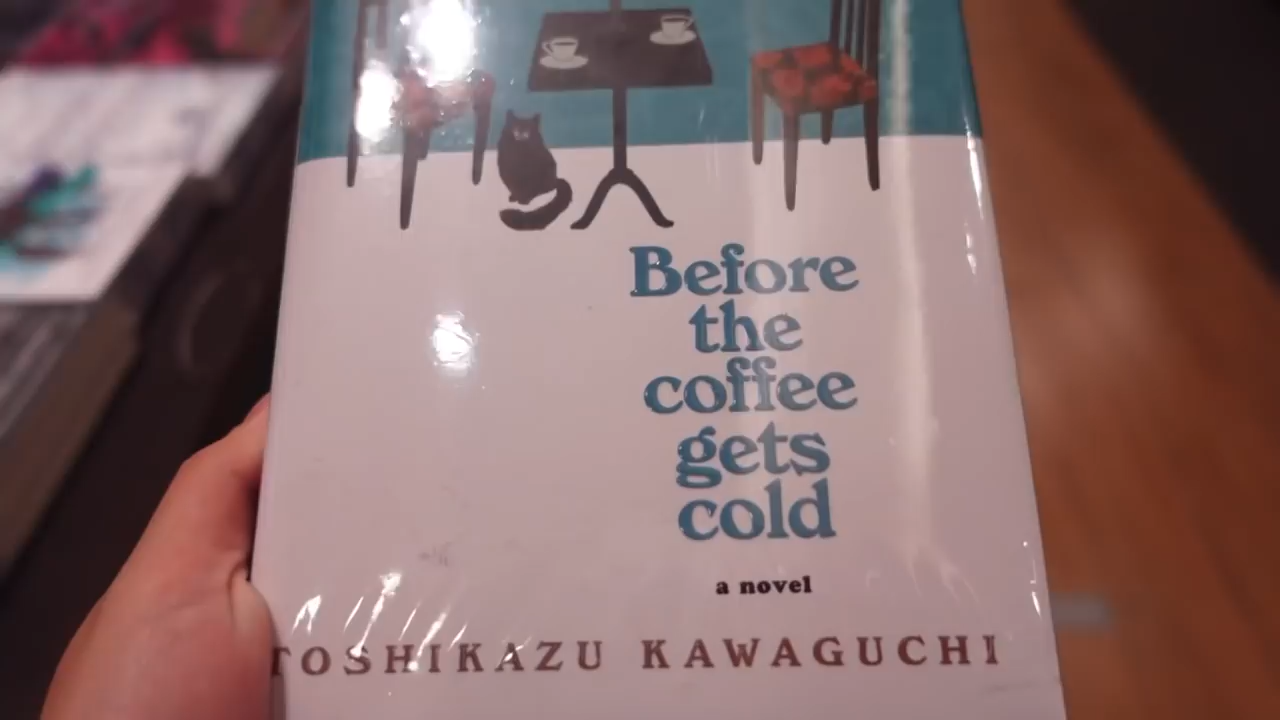 Before
the
coffee
gets
cold
a novel
TOSHIKAZU KAWAGUCHI